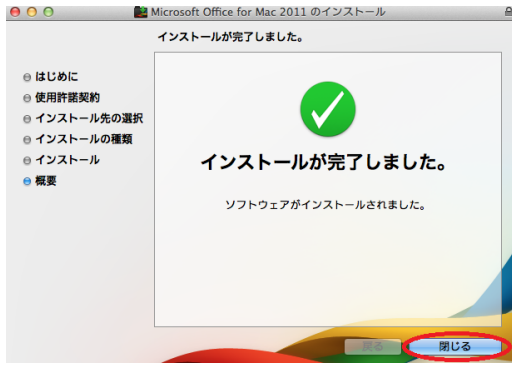 Microsoft Office for Mac 2011 のインストール
インストールが完了しました。
はじめに
使用許諾契約
インストール先の選択
インストールの種類
インストール
概要
インストールが完了しました。
ソフトウェアがインストールされました。
戻る
閉じる